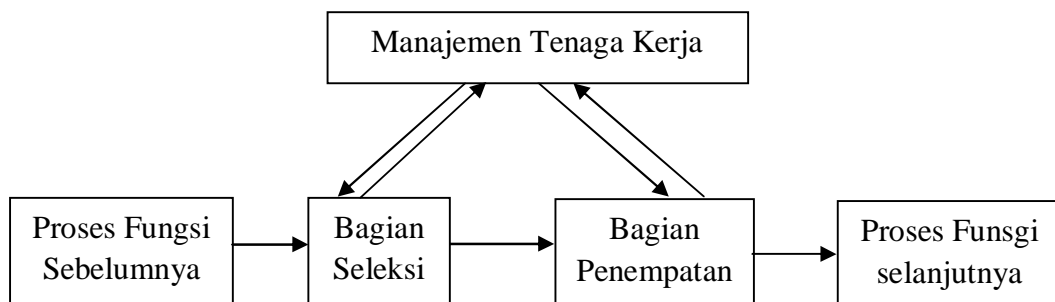 Manajemen Tenaga Kerja
Proses Fungsi
Sebelumnya
Bagian
Seleksi
Bagian
Penempatan
Proses Funsgi
selanjutnya